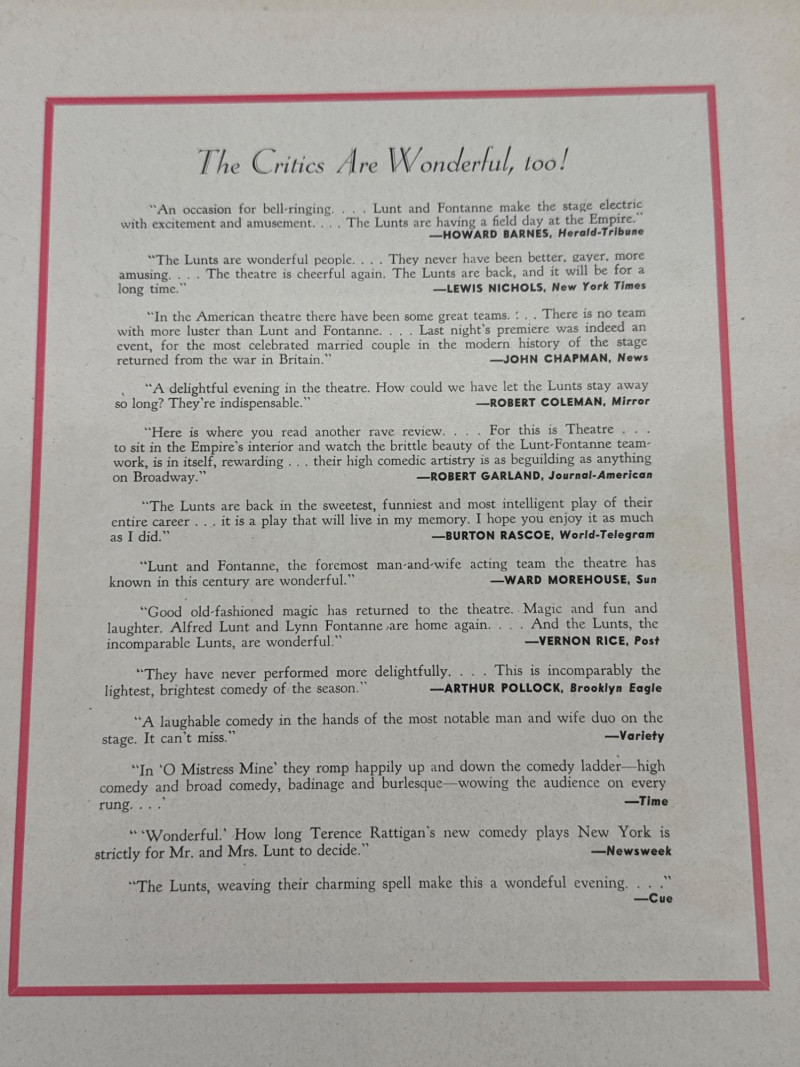 The Critics Are Wonderful, too!
"An occasion for bell-ringing. . . . Lunt and Fontanne make the stage electric
with excitement and amusement. . . . The Lunts are having a field day at the Empire."
—HOWARD BARNES, Herald-Tribune
"The Lunts are wonderful people. . . . They never have been better, gayer, more
amusing. . . . The theatre is cheerful again. The Lunts are back, and it will be for a
long time." —LEWIS NICHOLS, New York Times
"In the American theatre there have been some great teams. : . . There is no team
with more luster than Lunt and Fontanne. . . . Last night's premiere was indeed an
event, for the most celebrated married couple in the modern history of the stage
returned from the war in Britain." —JOHN CHAPMAN, News
"A delightful evening in the theatre. How could we have let the Lunts stay away
so long? They're indispensable." —ROBERT COLEMAN, Mirror
"Here is where you read another rave review. . . . For this is Theatre . . .
to sit in the Empire's interior and watch the brittle beauty of the Lunt-Fontanne team-
work, is in itself, rewarding . . . their high comedic artistry is as beguilding as anything
on Broadway." —ROBERT GARLAND, Journal-American
"The Lunts are back in the sweetest, funniest and most intelligent play of their
entire career . . . it is a play that will live in my memory. I hope you enjoy it as much
as I did." —BURTON RASCOE, World-Telegram
"Lunt and Fontanne, the foremost man-and-wife acting team the theatre has
known in this century are wonderful." —WARD MOREHOUSE, Sun
"Good old-fashioned magic has returned to the theatre. Magic and fun and
laughter. Alfred Lunt and Lynn Fontanne are home again. . . . And the Lunts, the
incomparable Lunts, are wonderful." —VERNON RICE, Post
"They have never performed more delightfully. . . . This is incomparably the
lightest, brightest comedy of the season." —ARTHUR POLLOCK, Brooklyn Eagle
"A laughable comedy in the hands of the most notable man and wife duo on the
stage. It can't miss." —Variety
"In 'O Mistress Mine' they romp happily up and down the comedy ladder—high
comedy and broad comedy, badinage and burlesque—wowing the audience on every
rung. . . .' —Time
" 'Wonderful.' How long Terence Rattigan's new comedy plays New York is
strictly for Mr. and Mrs. Lunt to decide." —Newsweek
"The Lunts, weaving their charming spell make this a wondeful evening. . . ."
—Cue